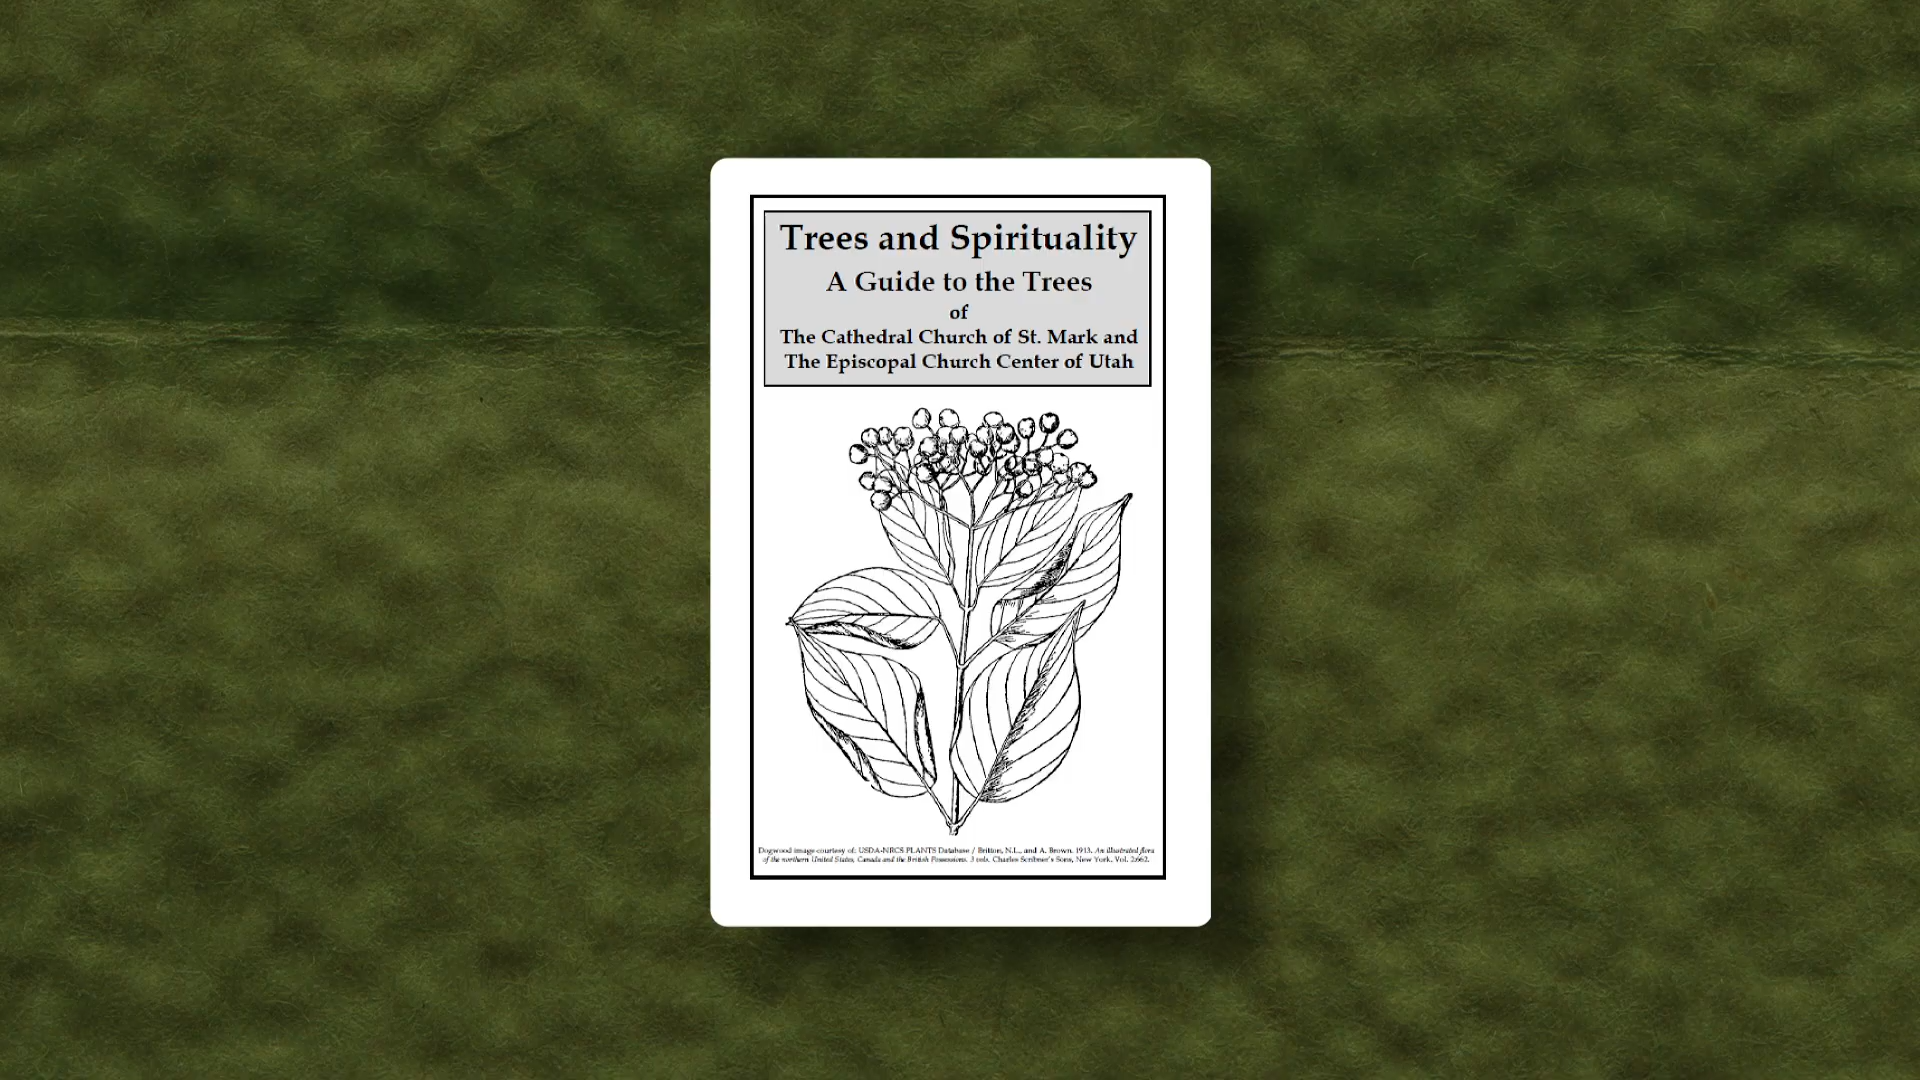 Trees and Spirituality
A Guide to the Trees
of
The Cathedral Church of St. Mark and
The Episcopal Church Center of Utah
Dogwood image courtesy of: USDA-NRCS PLANTS Database / Britton, N.L., and A. Brown. 1913. An illustrated flora
of the northern United States, Canada and the British Possessions. 3 vols. Charles Scribner's Sons, New York. Vol. 2:662.